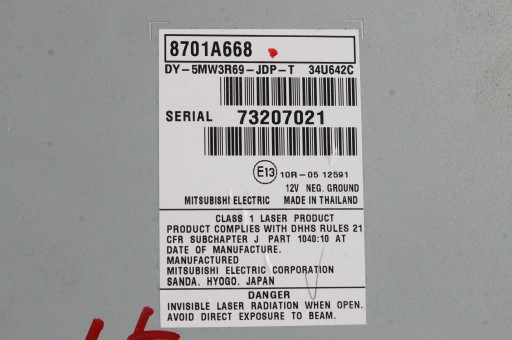 8701A668
DY-5MW3R69-JDP-T 34U642C
SERIAL 73207021
E13 10R-05 12591
12V NEG. GROUND
MITSUBISHI ELECTRIC MADE IN THAILAND
CLASS 1 LASER PRODUCT
PRODUCT COMPLIES WITH DHHS RULES 21
CFR SUBCHAPTER J PART 1040:10 AT
DATE OF MANUFACTURE.
MANUFACTURED
MITSUBISHI ELECTRIC CORPORATION
SANDA. HYOGO. JAPAN
DANGER
INVISIBLE LASER RADIATION WHEN OPEN.
AVOID DIRECT EXPOSURE TO BEAM.